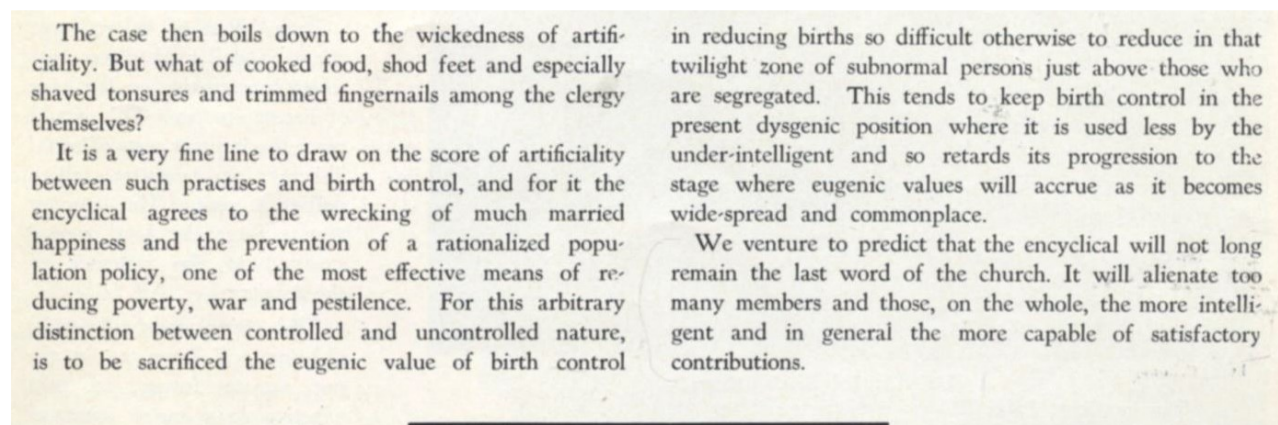 The case then boils down to the wickedness of artifi-
ciality. But what of cooked food, shod feet and especially
shaved tonsures and trimmed fingernails among the clergy
themselves?
It is a very fine line to draw on the score of artificiality
between such practises and birth control, and for it the
encyclical agrees to the wrecking of much married
happiness and the prevention of a rationalized popu-
lation policy, one of the most effective means of re-
ducing poverty, war and pestilence. For this arbitrary
distinction between controlled and uncontrolled nature,
is to be sacrificed the eugenic value of birth control
in reducing births so difficult otherwise to reduce in that
twilight zone of subnormal persons just above those who
are segregated. This tends to keep birth control in the
present dysgenic position where it is used less by the
under-intelligent and so retards its progression to the
stage where eugenic values will accrue as it becomes
wide-spread and commonplace.
We venture to predict that the encyclical will not long
remain the last word of the church. It will alienate too
many members and those, on the whole, the more intelli-
gent and in general the more capable of satisfactory
contributions.